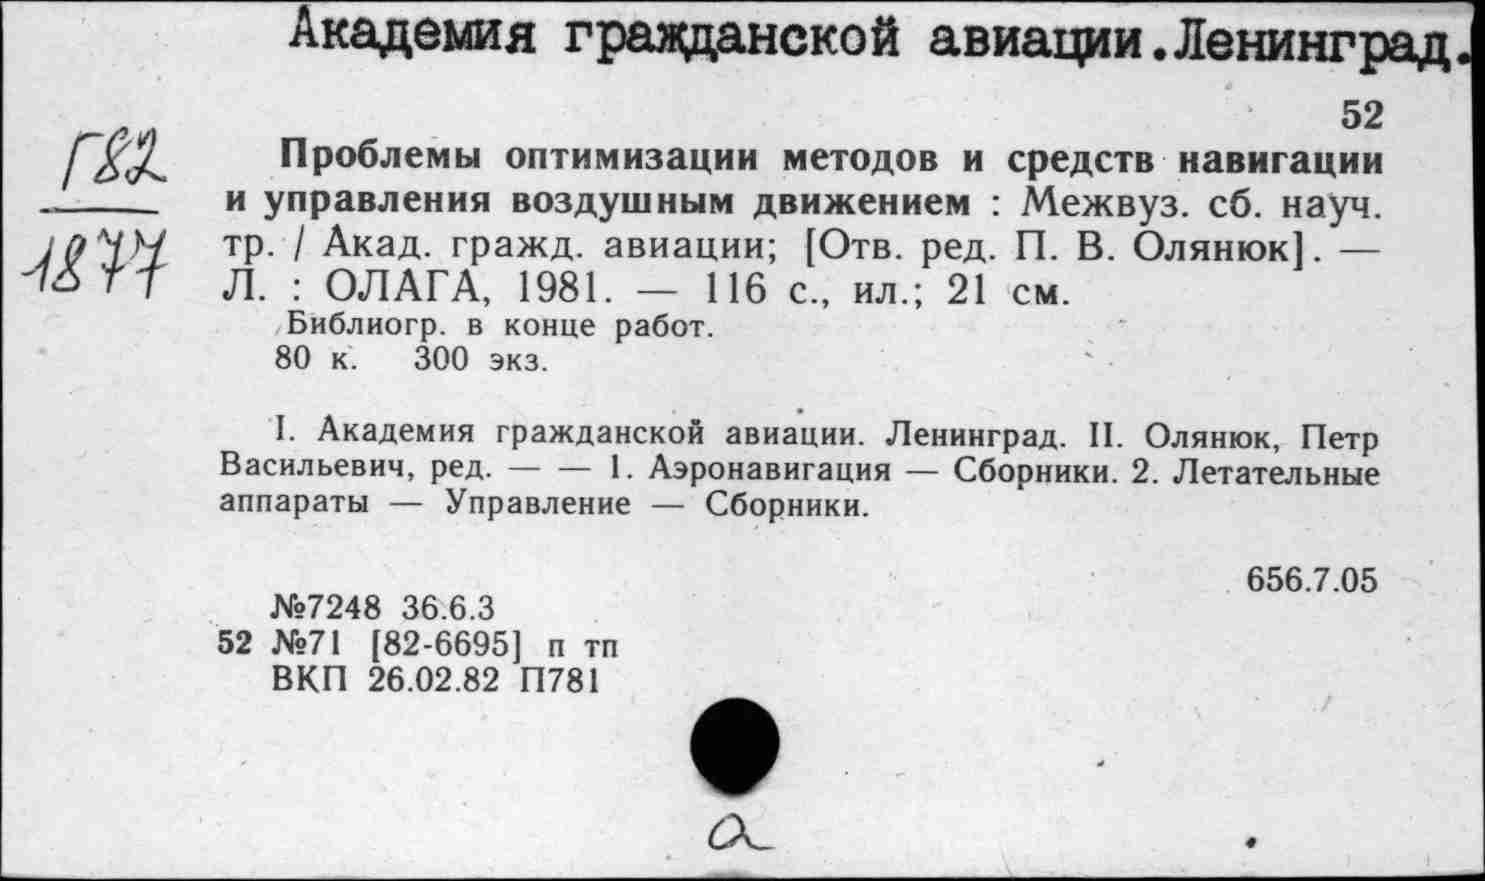 Академия гражданской авиации.Ленинград.
52
Г82
1877
Проблемы оптимизации методов и средств навигации
и управления воздушным движением : Межвуз. сб. науч.
тр. / Акад. гражд. авиации; [Отв. ред. П. В. Олянюк]. —
Л. : ОЛАГА, 1981. — 116 с., ил.; 21 см.
Библиогр. в конце работ.
80 к. 300 экз.
I. Академия гражданской авиации. Ленинград. II. Олянюк, Петр
Васильевич, ред. — — 1. Аэронавигация — Сборники. 2. Летательные
аппараты — Управление — Сборники.
656.7.05
№7248 36.6.3
52 №71 [82-6695] п тп
ВКП 26.02.82 П781
а